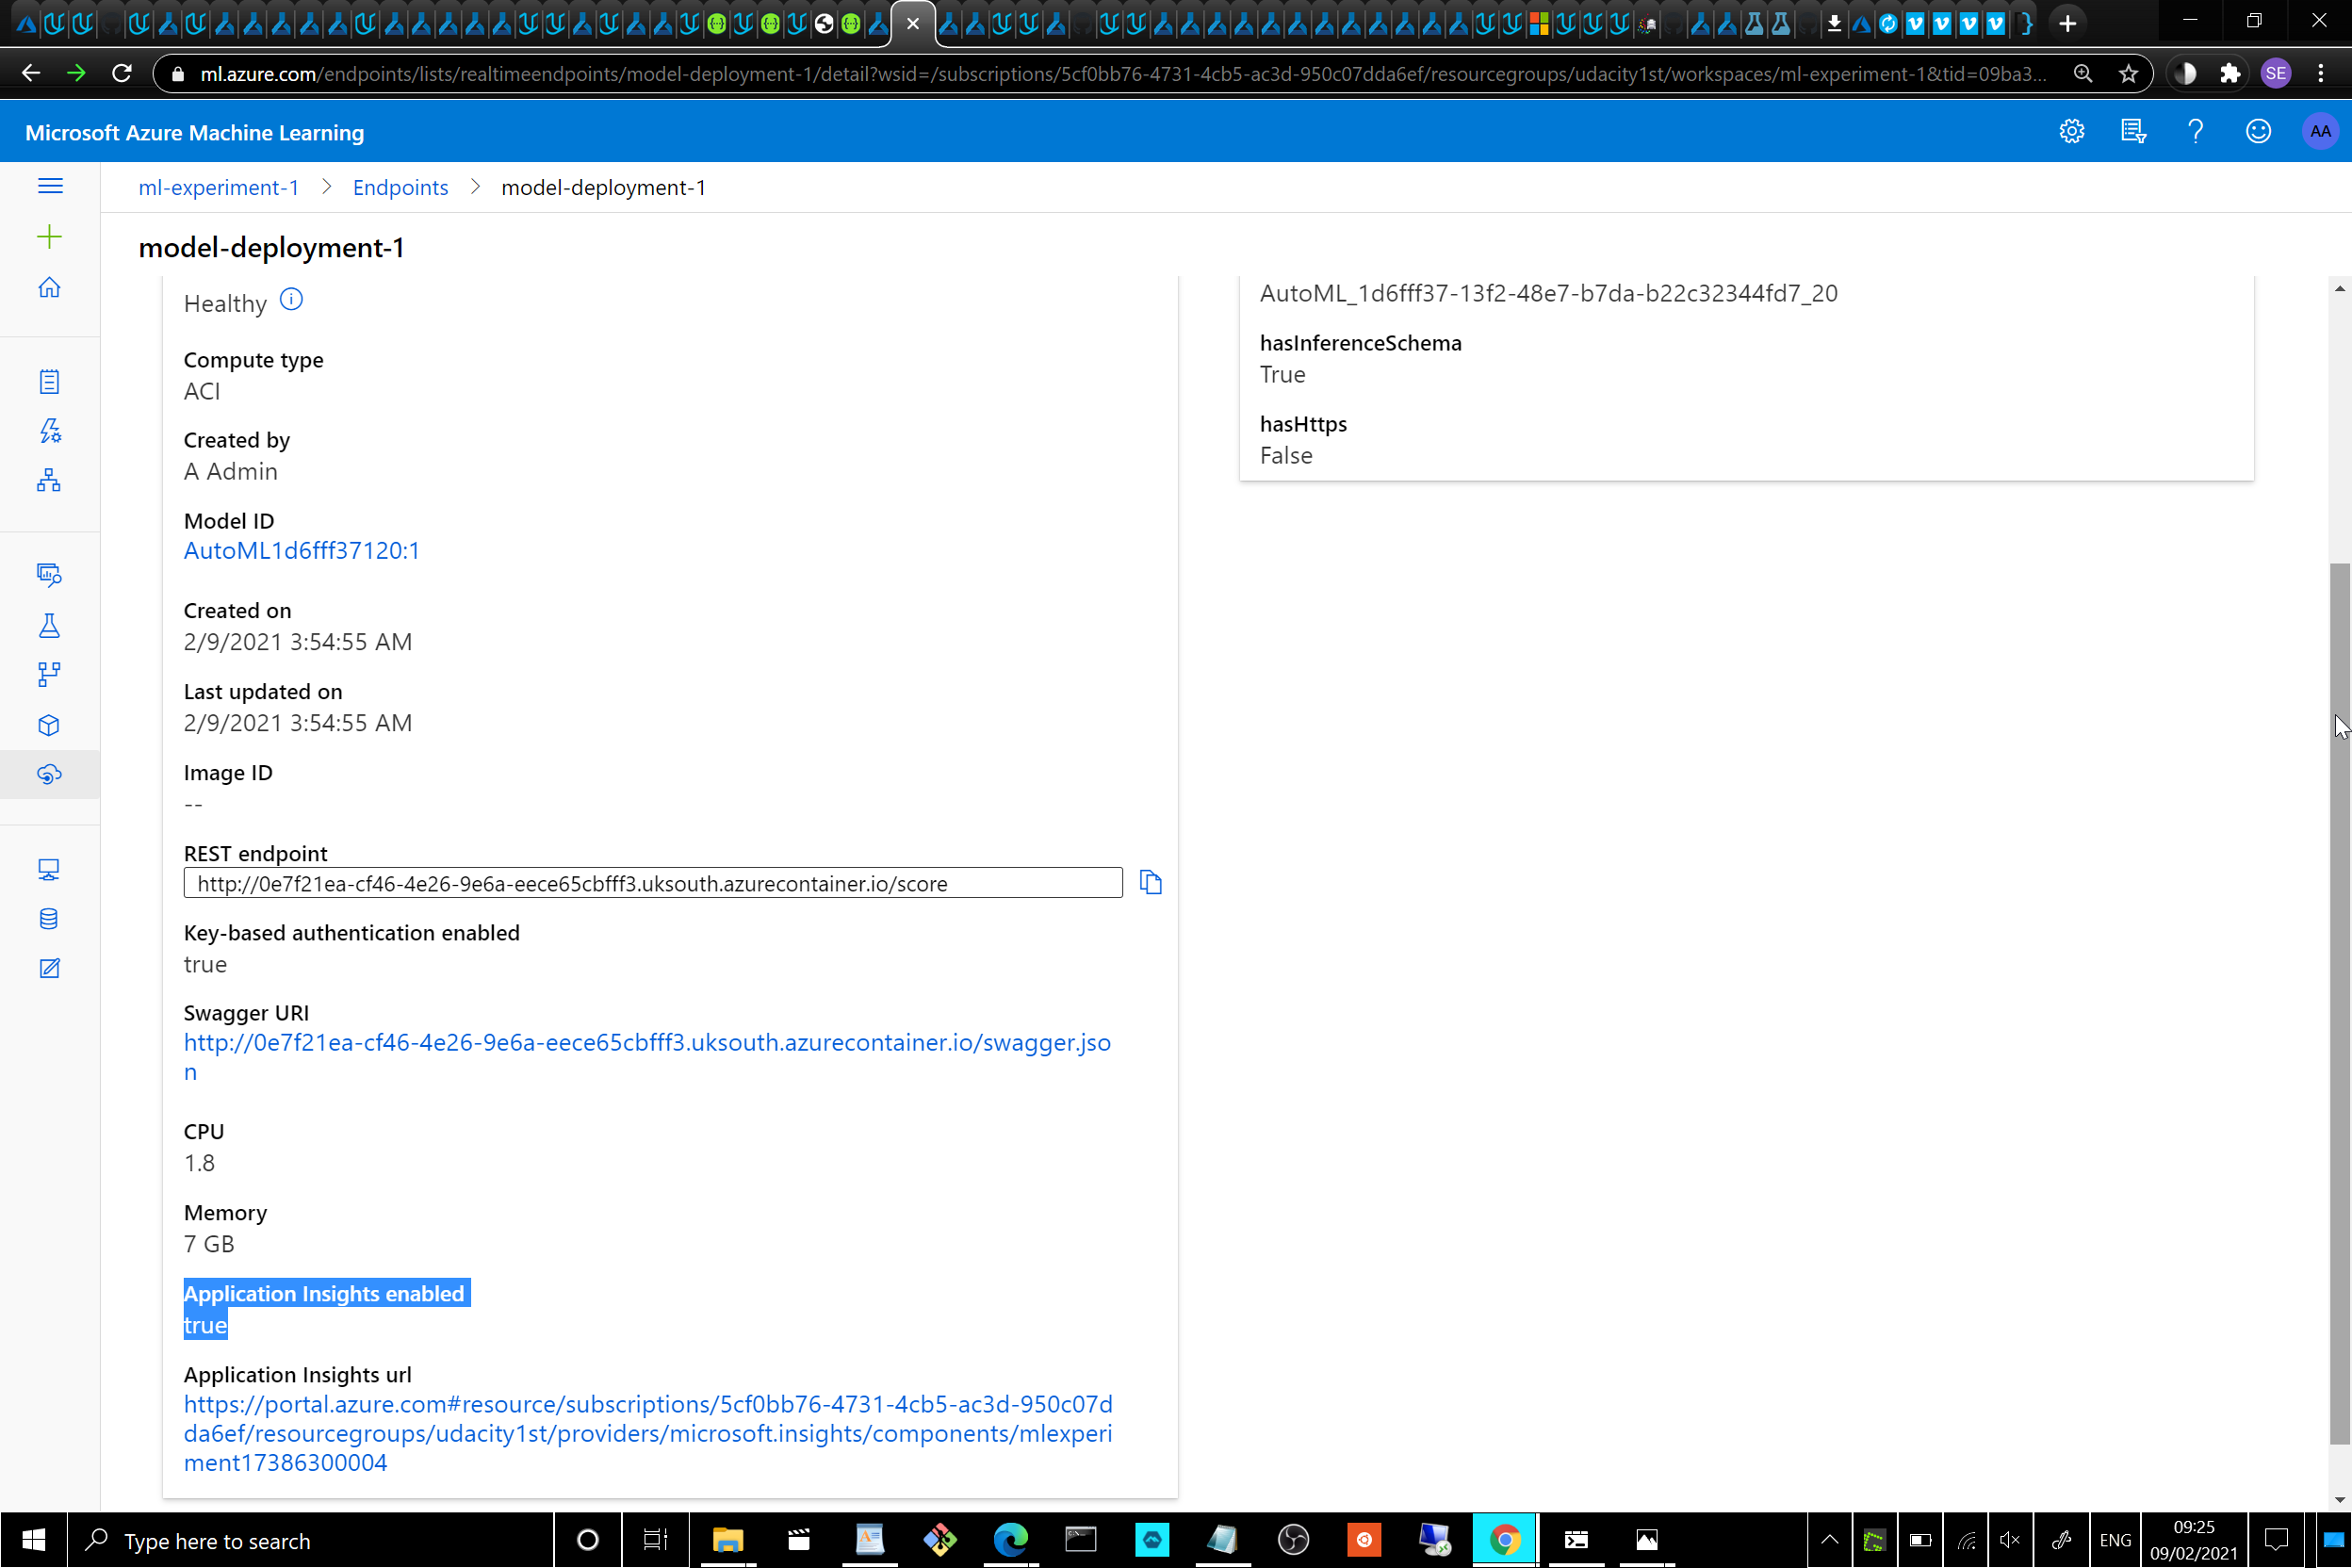 ml.azure.com/endpoints/lists/realtimeendpoints/model-deployment-1/detail?wsid=/subscriptions/5cf0bb76-4731-4cb5-ac3d-950c07dda6ef/resourcegroups/udacity1st/workspaces/ml-experiment-1&tid=09ba3...
SE
Microsoft Azure Machine Learning
AA
ml-experiment-1 > Endpoints > model-deployment-1
model-deployment-1
Healthy
Compute type
ACI
Created by
A Admin
Model ID
AutoML1d6fff37120:1
Created on
2/9/2021 3:54:55 AM
Last updated on
2/9/2021 3:54:55 AM
Image ID
--
REST endpoint
http://0e7f21ea-cf46-4e26-9e6a-eece65cbfff3.uksouth.azurecontainer.io/score
Key-based authentication enabled
true
Swagger URI
http://0e7f21ea-cf46-4e26-9e6a-eece65cbfff3.uksouth.azurecontainer.io/swagger.jso
n
CPU
1.8
Memory
7 GB
Application Insights enabled
true
Application Insights url
https://portal.azure.com#resource/subscriptions/5cf0bb76-4731-4cb5-ac3d-950c07d
da6ef/resourcegroups/udacity1st/providers/microsoft.insights/components/mlexperi
ment17386300004
AutoML_1d6fff37-13f2-48e7-b7da-b22c32344fd7_20
hasInferenceSchema
True
hasHttps
False
Type here to search
ENG
09:25
09/02/2021